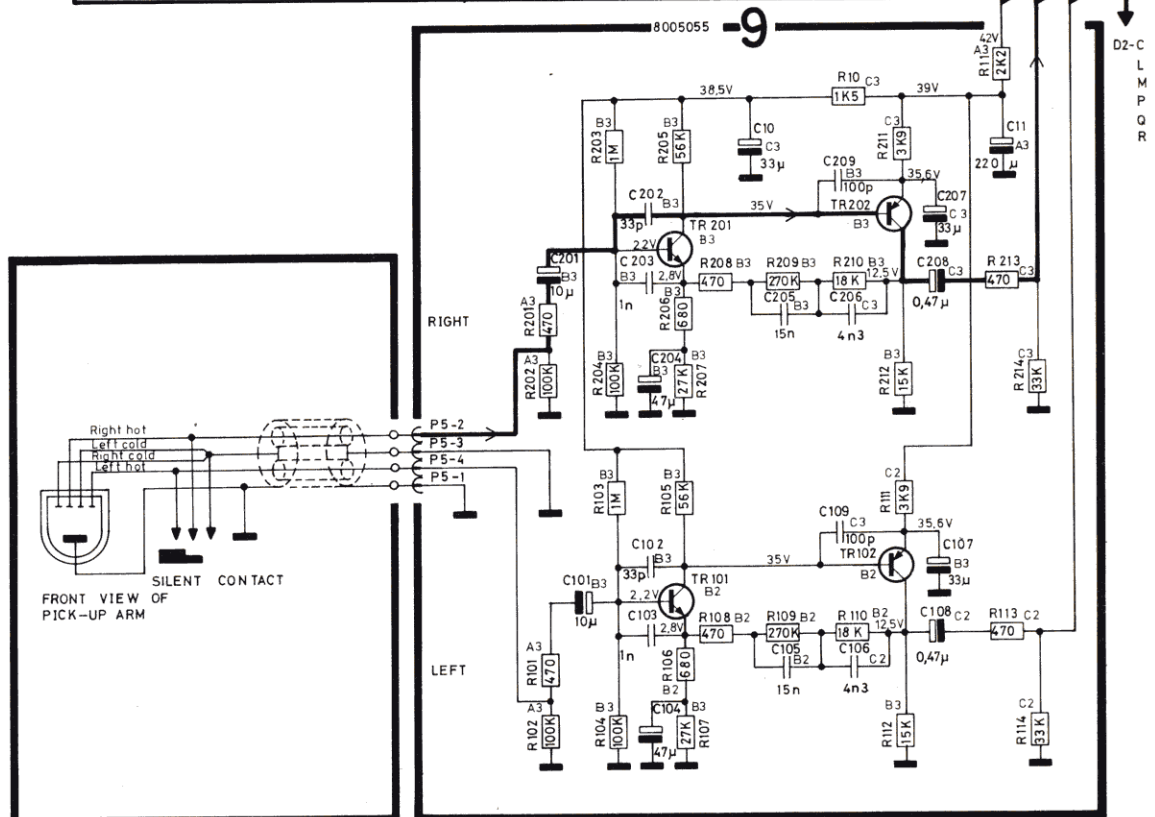 8005055
9
D2-C
L
M
P
Q
R
42V
A3
R11
2K2
38,5V
R10
C3
1K5
39V
B3
R203
1M
B3
R205
56K
C10
C3
33µ
C3
R211
3K9
C11
A3
220 µ
C209
B3
100p
35,6V
C202
B3
33p
35V
TR202
B3
C207
C3
33µ
TR 201
B3
2,2V
C201
B3
10µ
C203
B3
1n
2,8V
R208 B3
470
R209 B3
270K
R210 B3
18K
12,5V
C208
C3
0,47µ
R 213
470
C3
B3
R206
680
C205
B3
15n
C206
C3
4n3
RIGHT
A3
R201
470
A3
R202
100K
B3
R204
100K
C204
B3
47µ
B3
R207
27K
B3
R212
15K
C3
R214
33K
Right hot
Left cold
Right cold
Left hot
P5-2
P5-3
P5-4
P5-1
SILENT CONTACT
FRONT VIEW OF
PICK-UP ARM
B3
R103
1M
B3
R105
56K
C2
R111
3K9
C109
C3
100p
35,6V
C102
B3
33p
35V
TR102
B2
C107
B3
33µ
TR101
B2
C101
B3
10µ
2,2V
C103
1n
2,8V
R108 B2
470
R109 B2
270K
R110 B2
18 K
12,5V
C108
C2
0,47µ
R113
470
C2
R106
680
B2
C105
B2
15n
C106
C2
4n3
LEFT
A3
R101
470
A3
R102
100K
B3
R104
100K
C104
47µ
B3
R107
27K
B3
R112
15K
C2
R114
33K